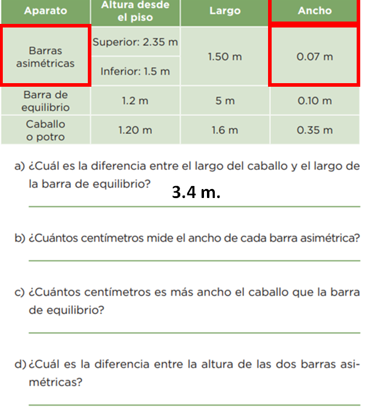 Aparato Altura desde el piso Largo Ancho
Barras asimétricas Superior: 2.35 m 1.50 m 0.07 m
Inferior: 1.5 m
Barra de equilibrio 1.2 m 5 m 0.10 m
Caballo o potro 1.20 m 1.6 m 0.35 m
a) ¿Cuál es la diferencia entre el largo del caballo y el largo de
la barra de equilibrio?
3.4 m.
b) ¿Cuántos centímetros mide el ancho de cada barra asimétrica?
c) ¿Cuántos centímetros es más ancho el caballo que la barra
de equilibrio?
d) ¿Cuál es la diferencia entre la altura de las dos barras asi-
métricas?